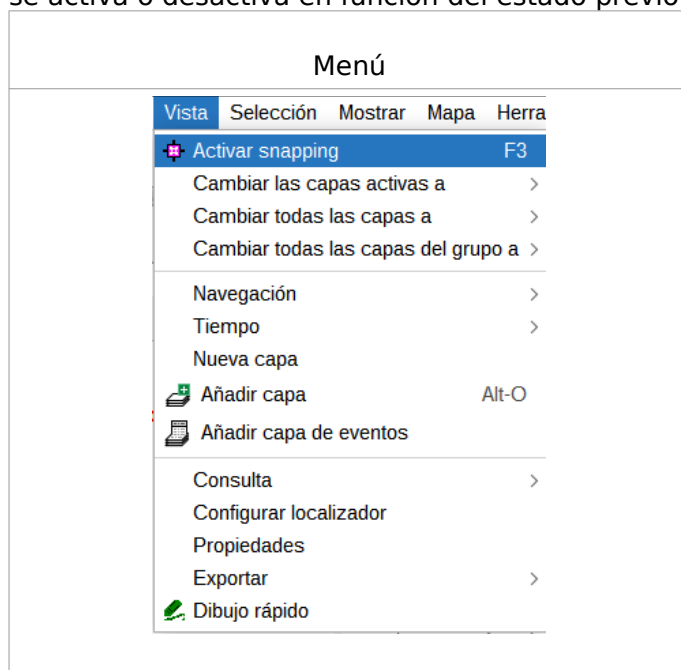 se activa o desactiva en función del estado previo
Menú
Vista Selección Mostrar Mapa Herra
Activar snapping F3
Cambiar las capas activas a >
Cambiar todas las capas a >
Cambiar todas las capas del grupo a >
Navegación >
Tiempo >
Nueva capa
Añadir capa Alt-O
Añadir capa de eventos
Consulta >
Configurar localizador
Propiedades
Exportar >
Dibujo rápido